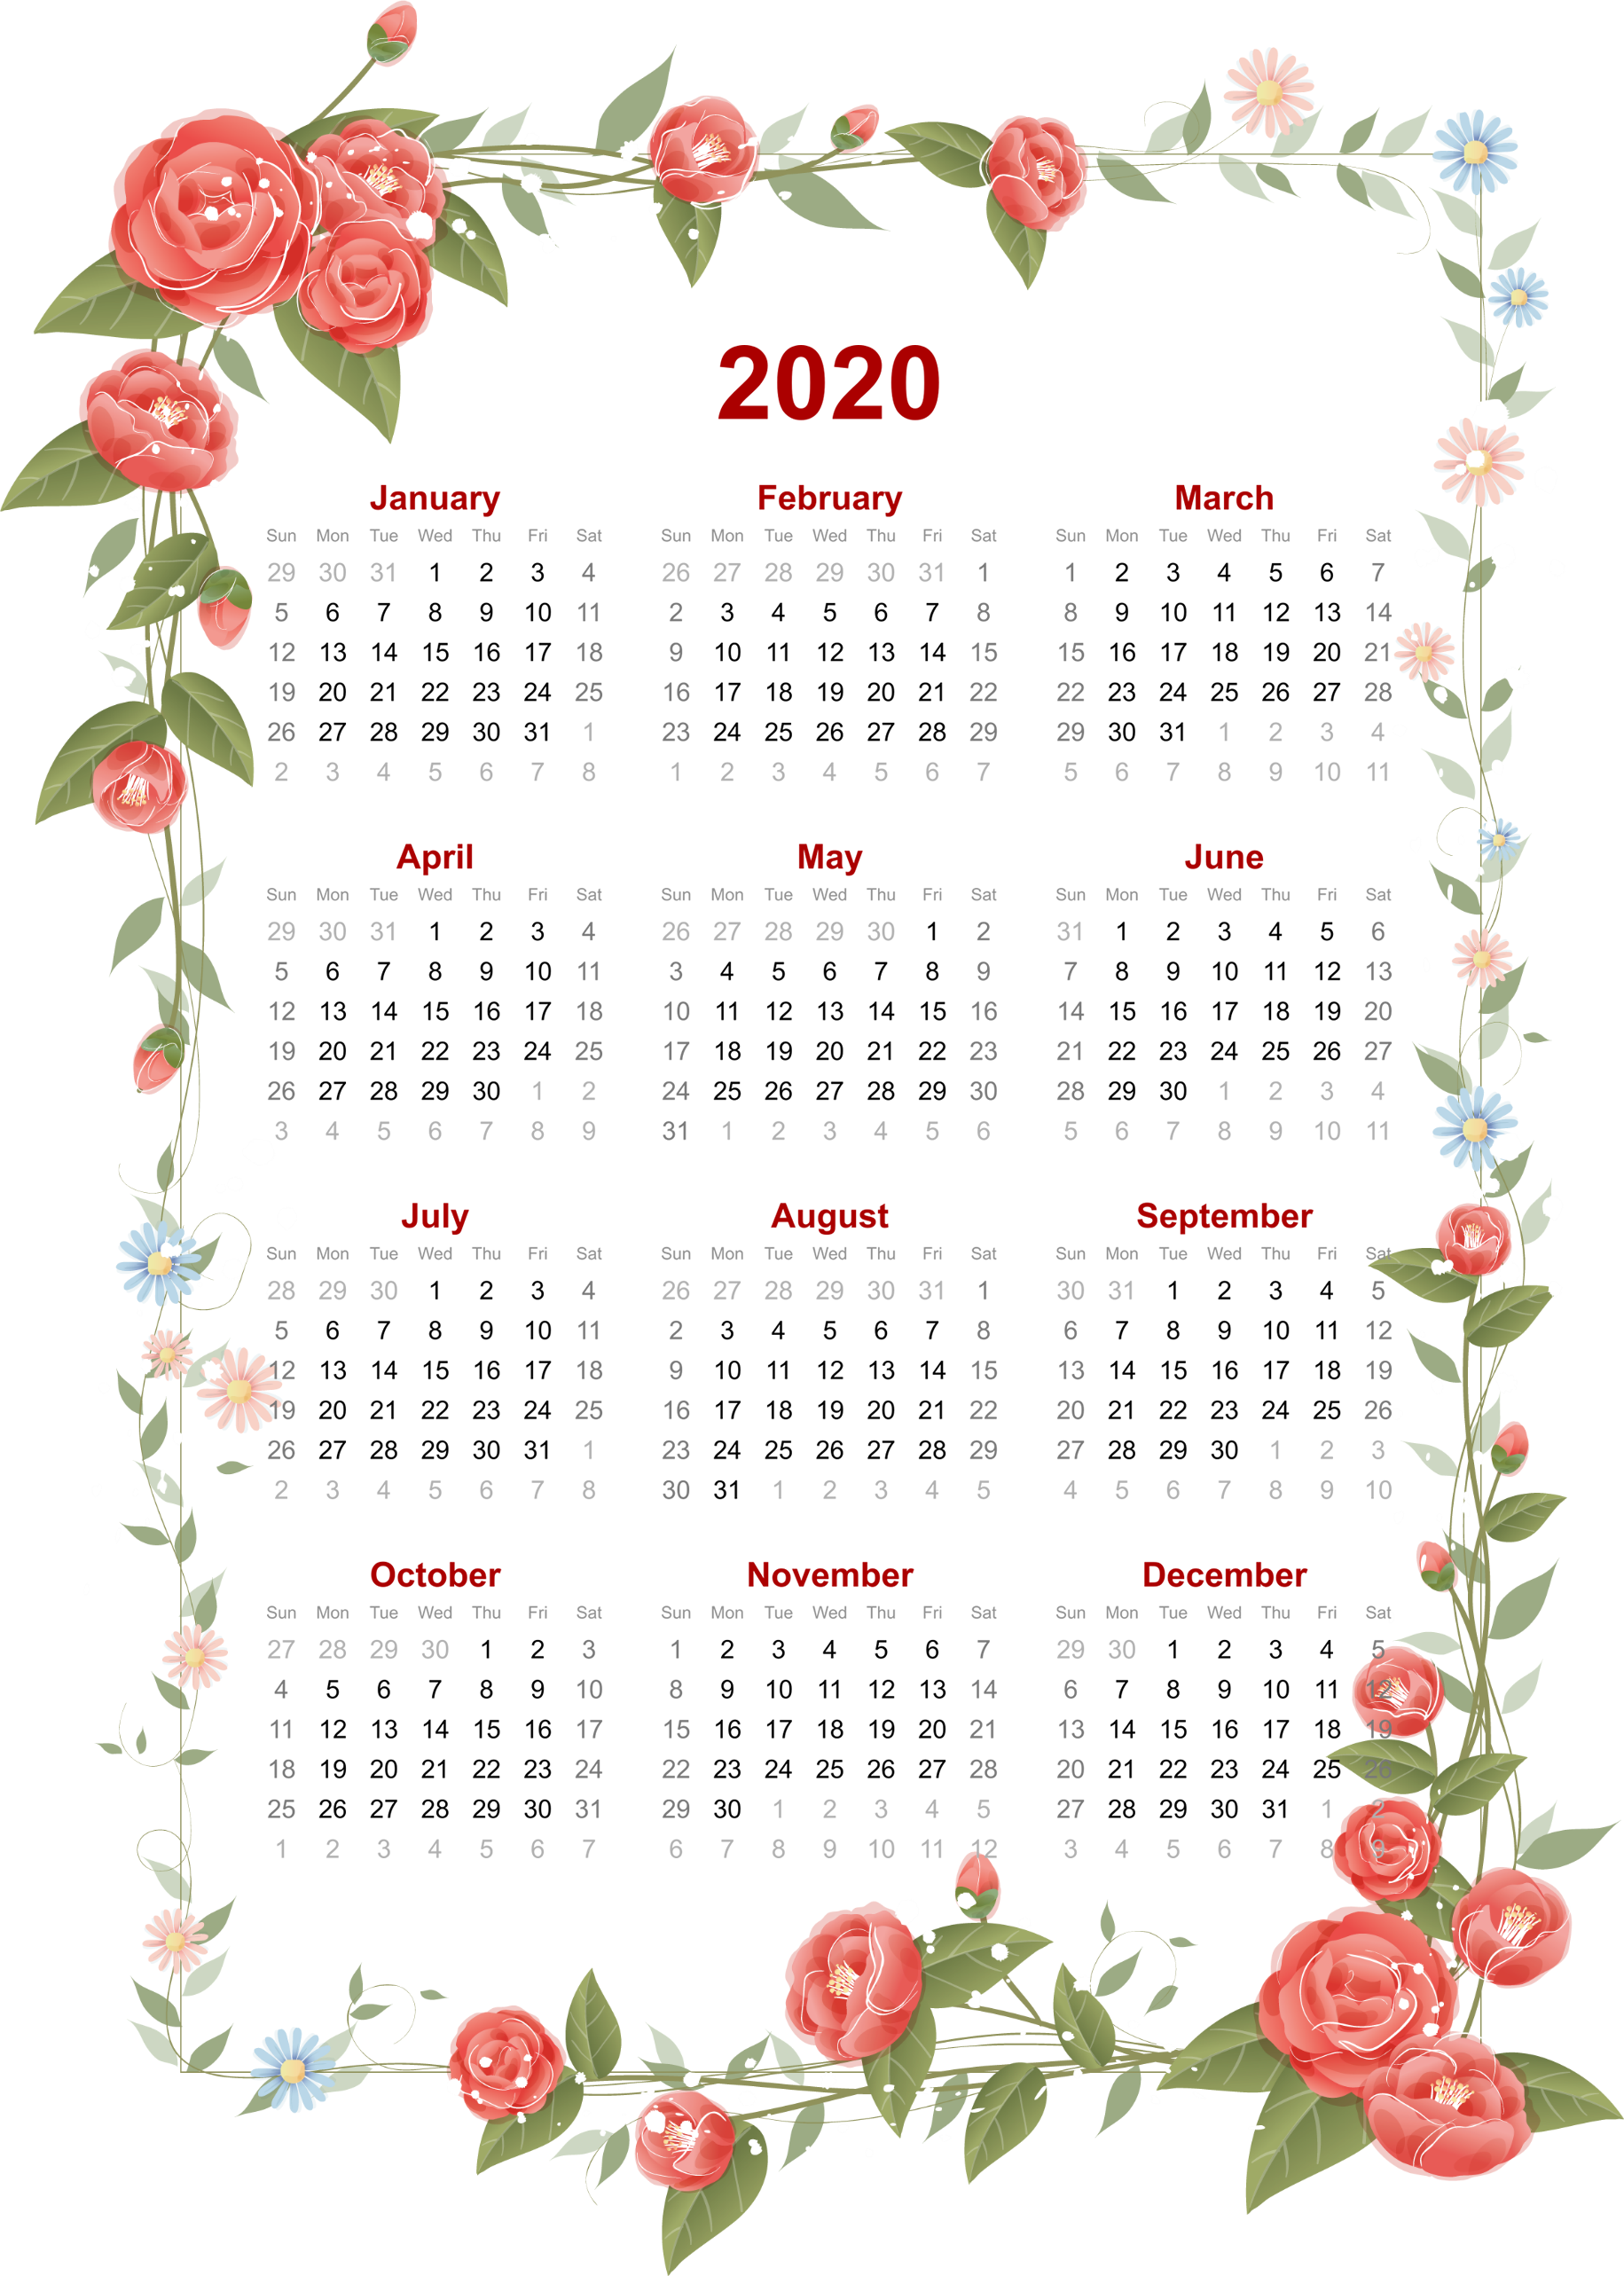 2020
January February March
Sun Mon Tue Wed Thu Fri Sat Sun Mon Tue Wed Thu Fri Sat Sun Mon Tue Wed Thu Fri Sat
29 30 31 1 2 3 4 26 27 28 29 30 31 1 1 2 3 4 5 6 7
5 6 7 8 9 10 11 2 3 4 5 6 7 8 8 9 10 11 12 13 14
12 13 14 15 16 17 18 9 10 11 12 13 14 15 15 16 17 18 19 20 21
19 20 21 22 23 24 25 16 17 18 19 20 21 22 22 23 24 25 26 27 28
26 27 28 29 30 31 1 23 24 25 26 27 28 29 29 30 31 1 2 3 4
2 3 4 5 6 7 8 1 2 3 4 5 6 7 5 6 7 8 9 10 11
April May June
Sun Mon Tue Wed Thu Fri Sat Sun Mon Tue Wed Thu Fri Sat Sun Mon Tue Wed Thu Fri Sat
29 30 31 1 2 3 4 26 27 28 29 30 1 2 31 1 2 3 4 5 6
5 6 7 8 9 10 11 3 4 5 6 7 8 9 7 8 9 10 11 12 13
12 13 14 15 16 17 18 10 11 12 13 14 15 16 14 15 16 17 18 19 20
19 20 21 22 23 24 25 17 18 19 20 21 22 23 21 22 23 24 25 26 27
26 27 28 29 30 1 2 24 25 26 27 28 29 30 28 29 30 1 2 3 4
3 4 5 6 7 8 9 31 1 2 3 4 5 6 5 6 7 8 9 10 11
July August September
Sun Mon Tue Wed Thu Fri Sat Sun Mon Tue Wed Thu Fri Sat Sun Mon Tue Wed Thu Fri Sat
28 29 30 1 2 3 4 26 27 28 29 30 31 1 30 31 1 2 3 4 5
5 6 7 8 9 10 11 2 3 4 5 6 7 8 6 7 8 9 10 11 12
12 13 14 15 16 17 18 9 10 11 12 13 14 15 13 14 15 16 17 18 19
19 20 21 22 23 24 25 16 17 18 19 20 21 22 20 21 22 23 24 25 26
26 27 28 29 30 31 1 23 24 25 26 27 28 29 27 28 29 30 1 2 3
2 3 4 5 6 7 8 30 31 1 2 3 4 5 4 5 6 7 8 9 10
October November December
Sun Mon Tue Wed Thu Fri Sat Sun Mon Tue Wed Thu Fri Sat Sun Mon Tue Wed Thu Fri Sat
27 28 29 30 1 2 3 1 2 3 4 5 6 7 29 30 1 2 3 4 5
4 5 6 7 8 9 10 8 9 10 11 12 13 14 6 7 8 9 10 11 12
11 12 13 14 15 16 17 15 16 17 18 19 20 21 13 14 15 16 17 18 19
18 19 20 21 22 23 24 22 23 24 25 26 27 28 20 21 22 23 24 25 26
25 26 27 28 29 30 31 29 30 1 2 3 4 5 27 28 29 30 31 1 2
1 2 3 4 5 6 7 6 7 8 9 10 11 12 3 4 5 6 7 8 9